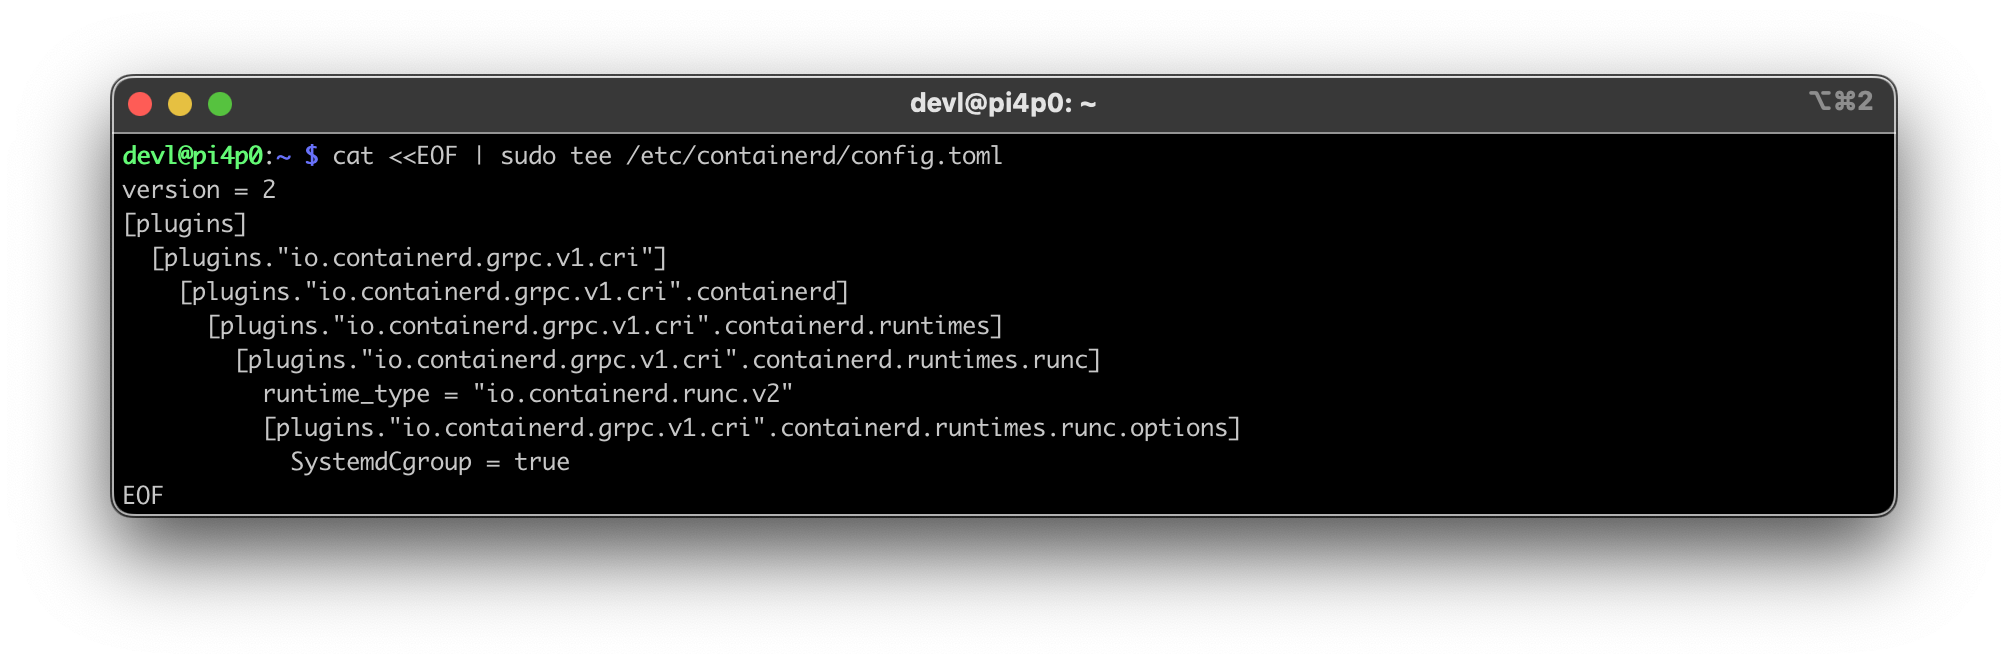 devl@pi4p0: ~
⌥⌘2
devl@pi4p0:~ $ cat <<EOF | sudo tee /etc/containerd/config.toml
version = 2
[plugins]
  [plugins."io.containerd.grpc.v1.cri"]
    [plugins."io.containerd.grpc.v1.cri".containerd]
      [plugins."io.containerd.grpc.v1.cri".containerd.runtimes]
        [plugins."io.containerd.grpc.v1.cri".containerd.runtimes.runc]
          runtime_type = "io.containerd.runc.v2"
          [plugins."io.containerd.grpc.v1.cri".containerd.runtimes.runc.options]
            SystemdCgroup = true
EOF